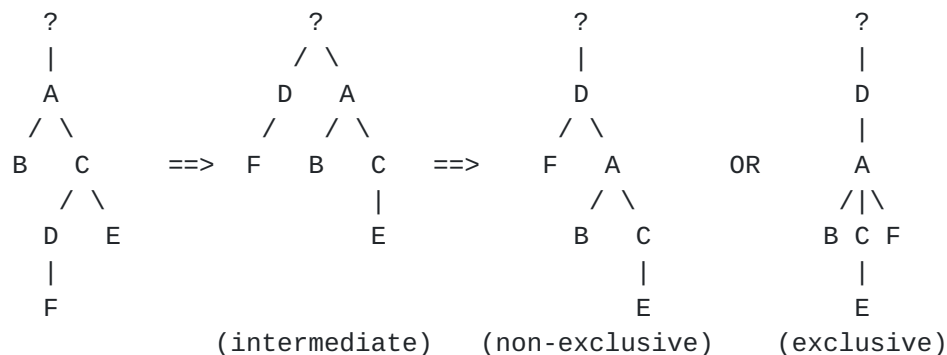 ?                ?               ?                 ?
|               / \              |                 |
A              D   A             D                 D
/ \            /   / \           / \                |
B   C     ==>  F   B   C   ==>   F   A       OR      A
/ \                |             / \              /|\
D   E               E            B   C            B C F
|                                    |              |
F                                    E              E
(intermediate)   (non-exclusive)    (exclusive)